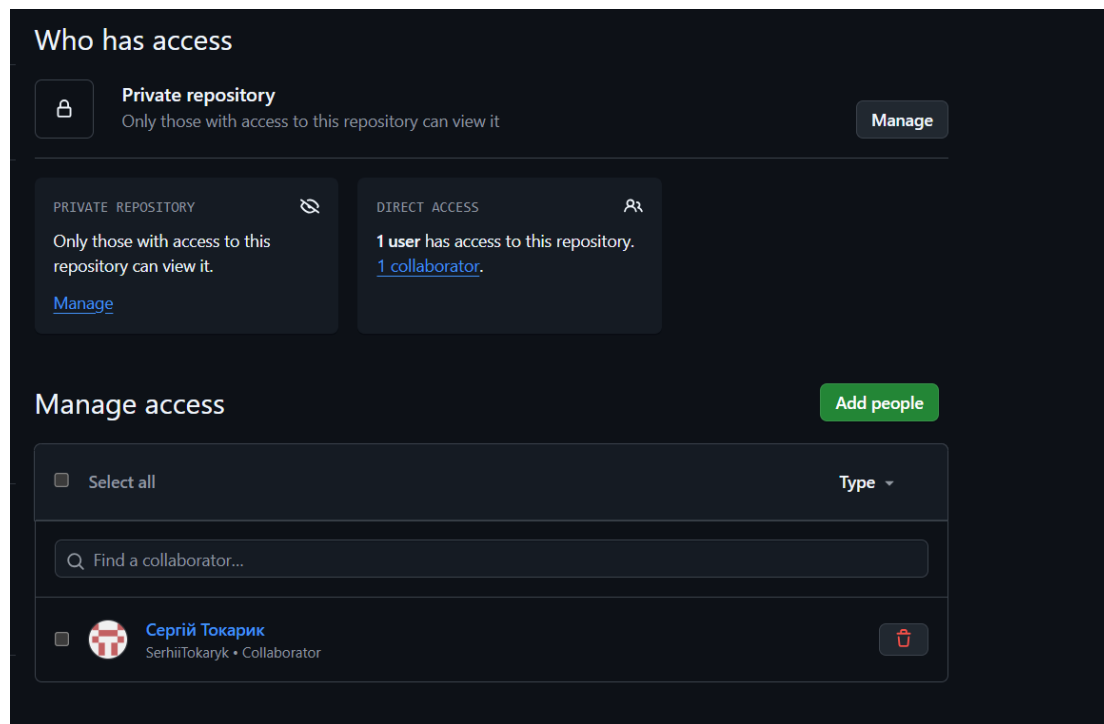 Who has access
Private repository
Only those with access to this repository can view it
Manage
PRIVATE REPOSITORY
Only those with access to this
repository can view it.
Manage
DIRECT ACCESS
1 user has access to this repository.
1 collaborator.
Manage access
Add people
Select all
Type
Find a collaborator...
Сергій Токарик
SerhiiTokaryk • Collaborator